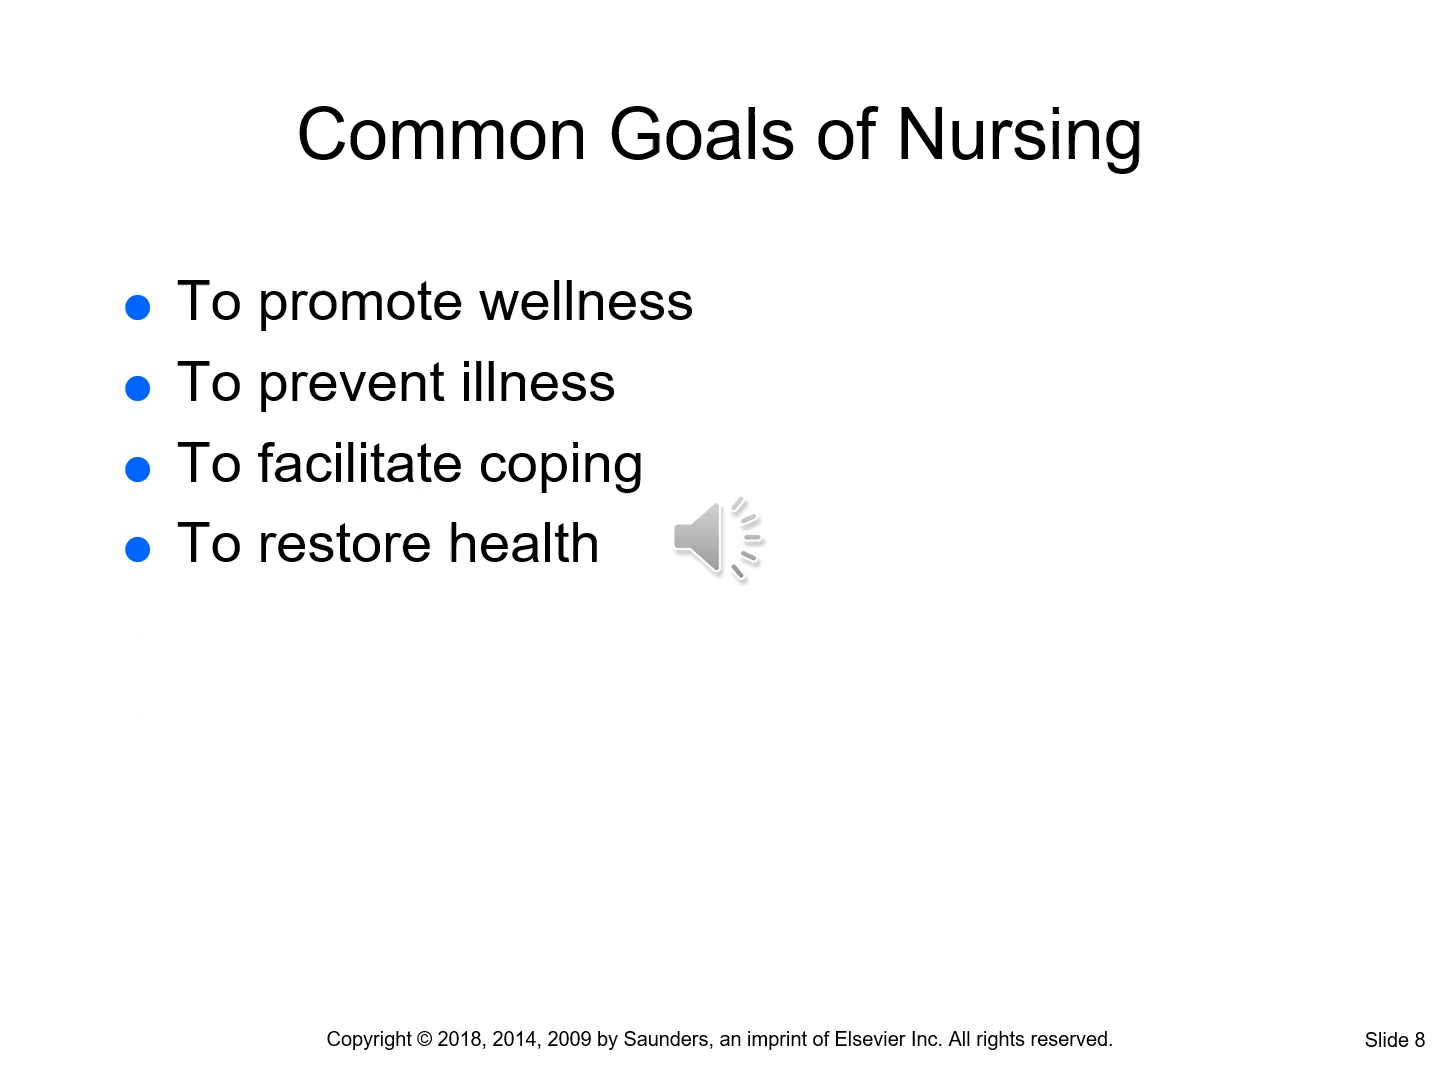 Common Goals of Nursing
To promote wellness
To prevent illness
To facilitate coping
To restore health
Copyright © 2018, 2014, 2009 by Saunders, an imprint of Elsevier Inc. All rights reserved.
Slide 8